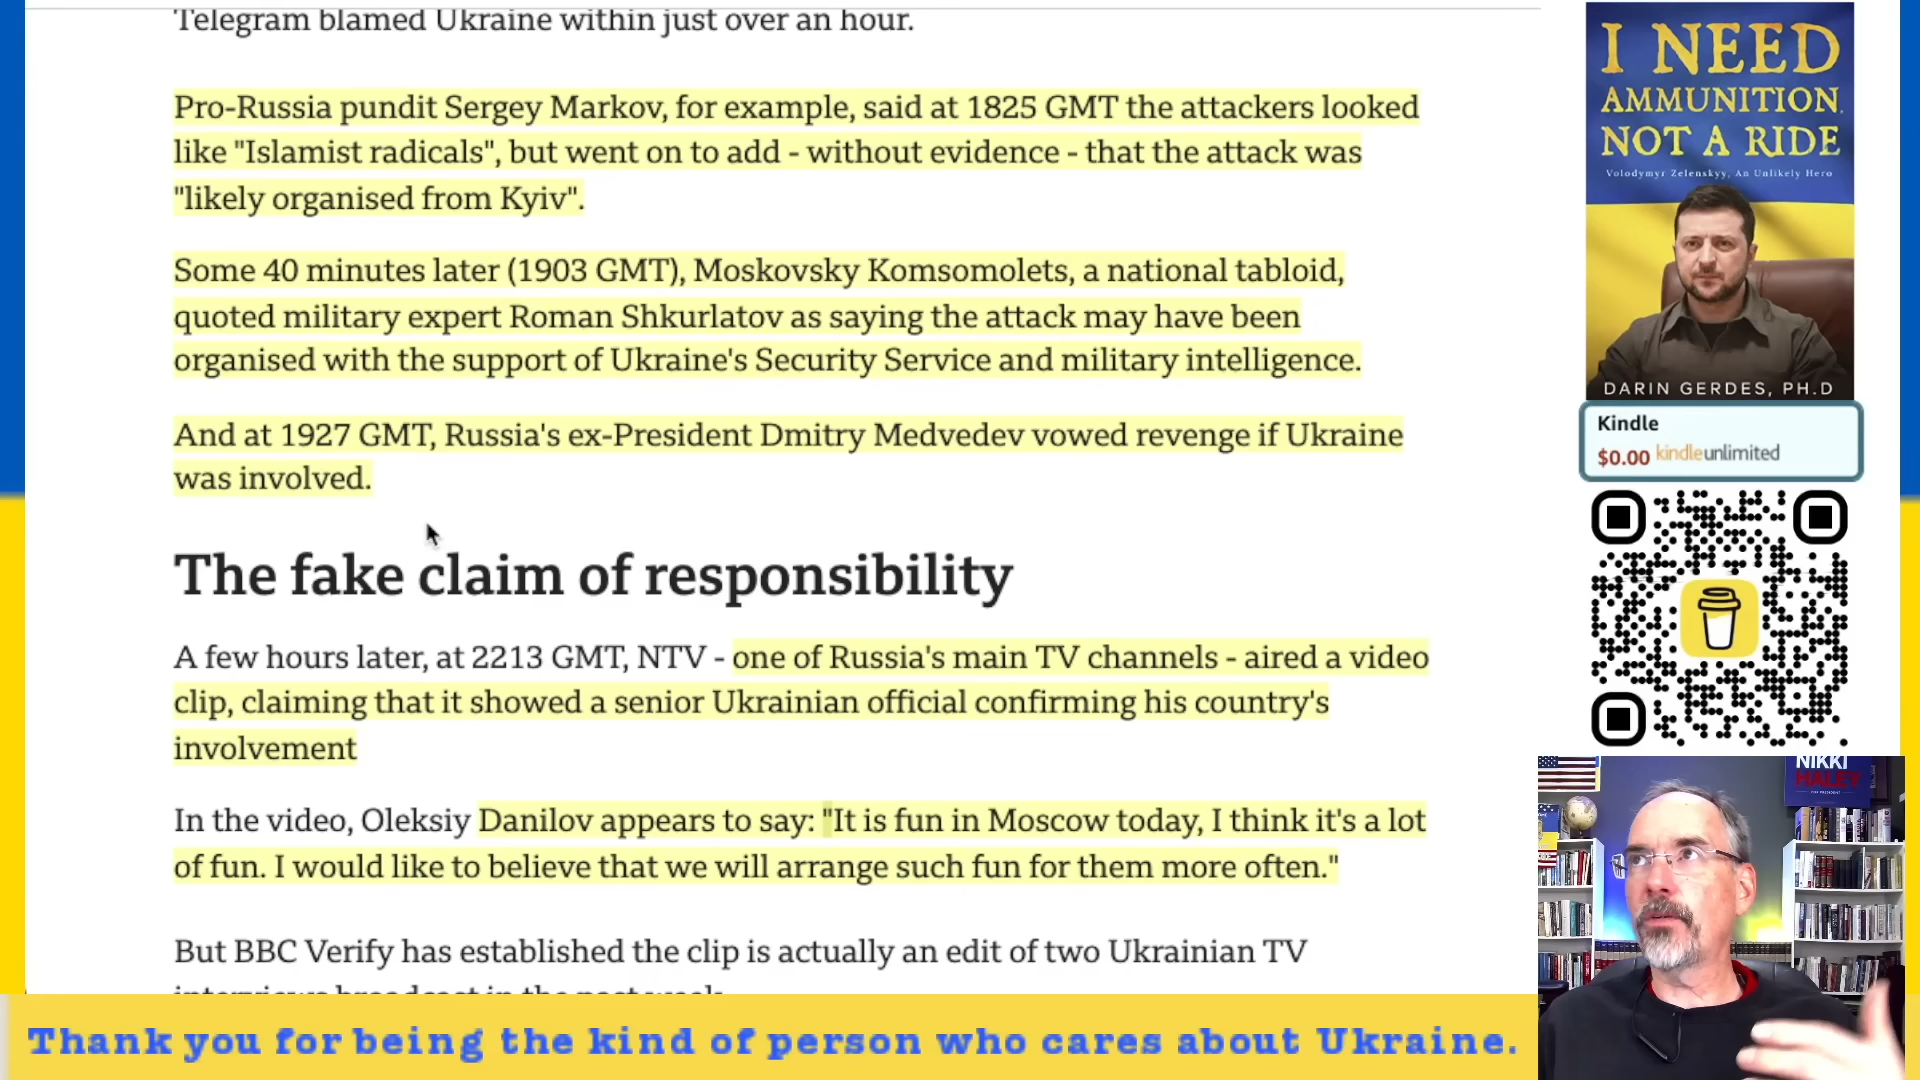 Telegram blamed Ukraine within just over an hour.
Pro-Russia pundit Sergey Markov, for example, said at 1825 GMT the attackers looked
like "Islamist radicals", but went on to add - without evidence - that the attack was
"likely organised from Kyiv".
Some 40 minutes later (1903 GMT), Moskovsky Komsomolets, a national tabloid,
quoted military expert Roman Shkurlatov as saying the attack may have been
organised with the support of Ukraine's Security Service and military intelligence.
And at 1927 GMT, Russia's ex-President Dmitry Medvedev vowed revenge if Ukraine
was involved.
The fake claim of responsibility
A few hours later, at 2213 GMT, NTV - one of Russia's main TV channels - aired a video
clip, claiming that it showed a senior Ukrainian official confirming his country's
involvement
In the video, Oleksiy Danilov appears to say: "It is fun in Moscow today, I think it's a lot
of fun. I would like to believe that we will arrange such fun for them more often."
But BBC Verify has established the clip is actually an edit of two Ukrainian TV
interviews broadcast in the past week.
I NEED
AMMUNITION,
NOT A RIDE
Volodymyr Zelenskyy, An Unlikely Hero
DARIN GERDES, PH.D
Kindle
$0.00 kindleunlimited
NIKKI
HALEY
Thank you for being the kind of person who cares about Ukraine.